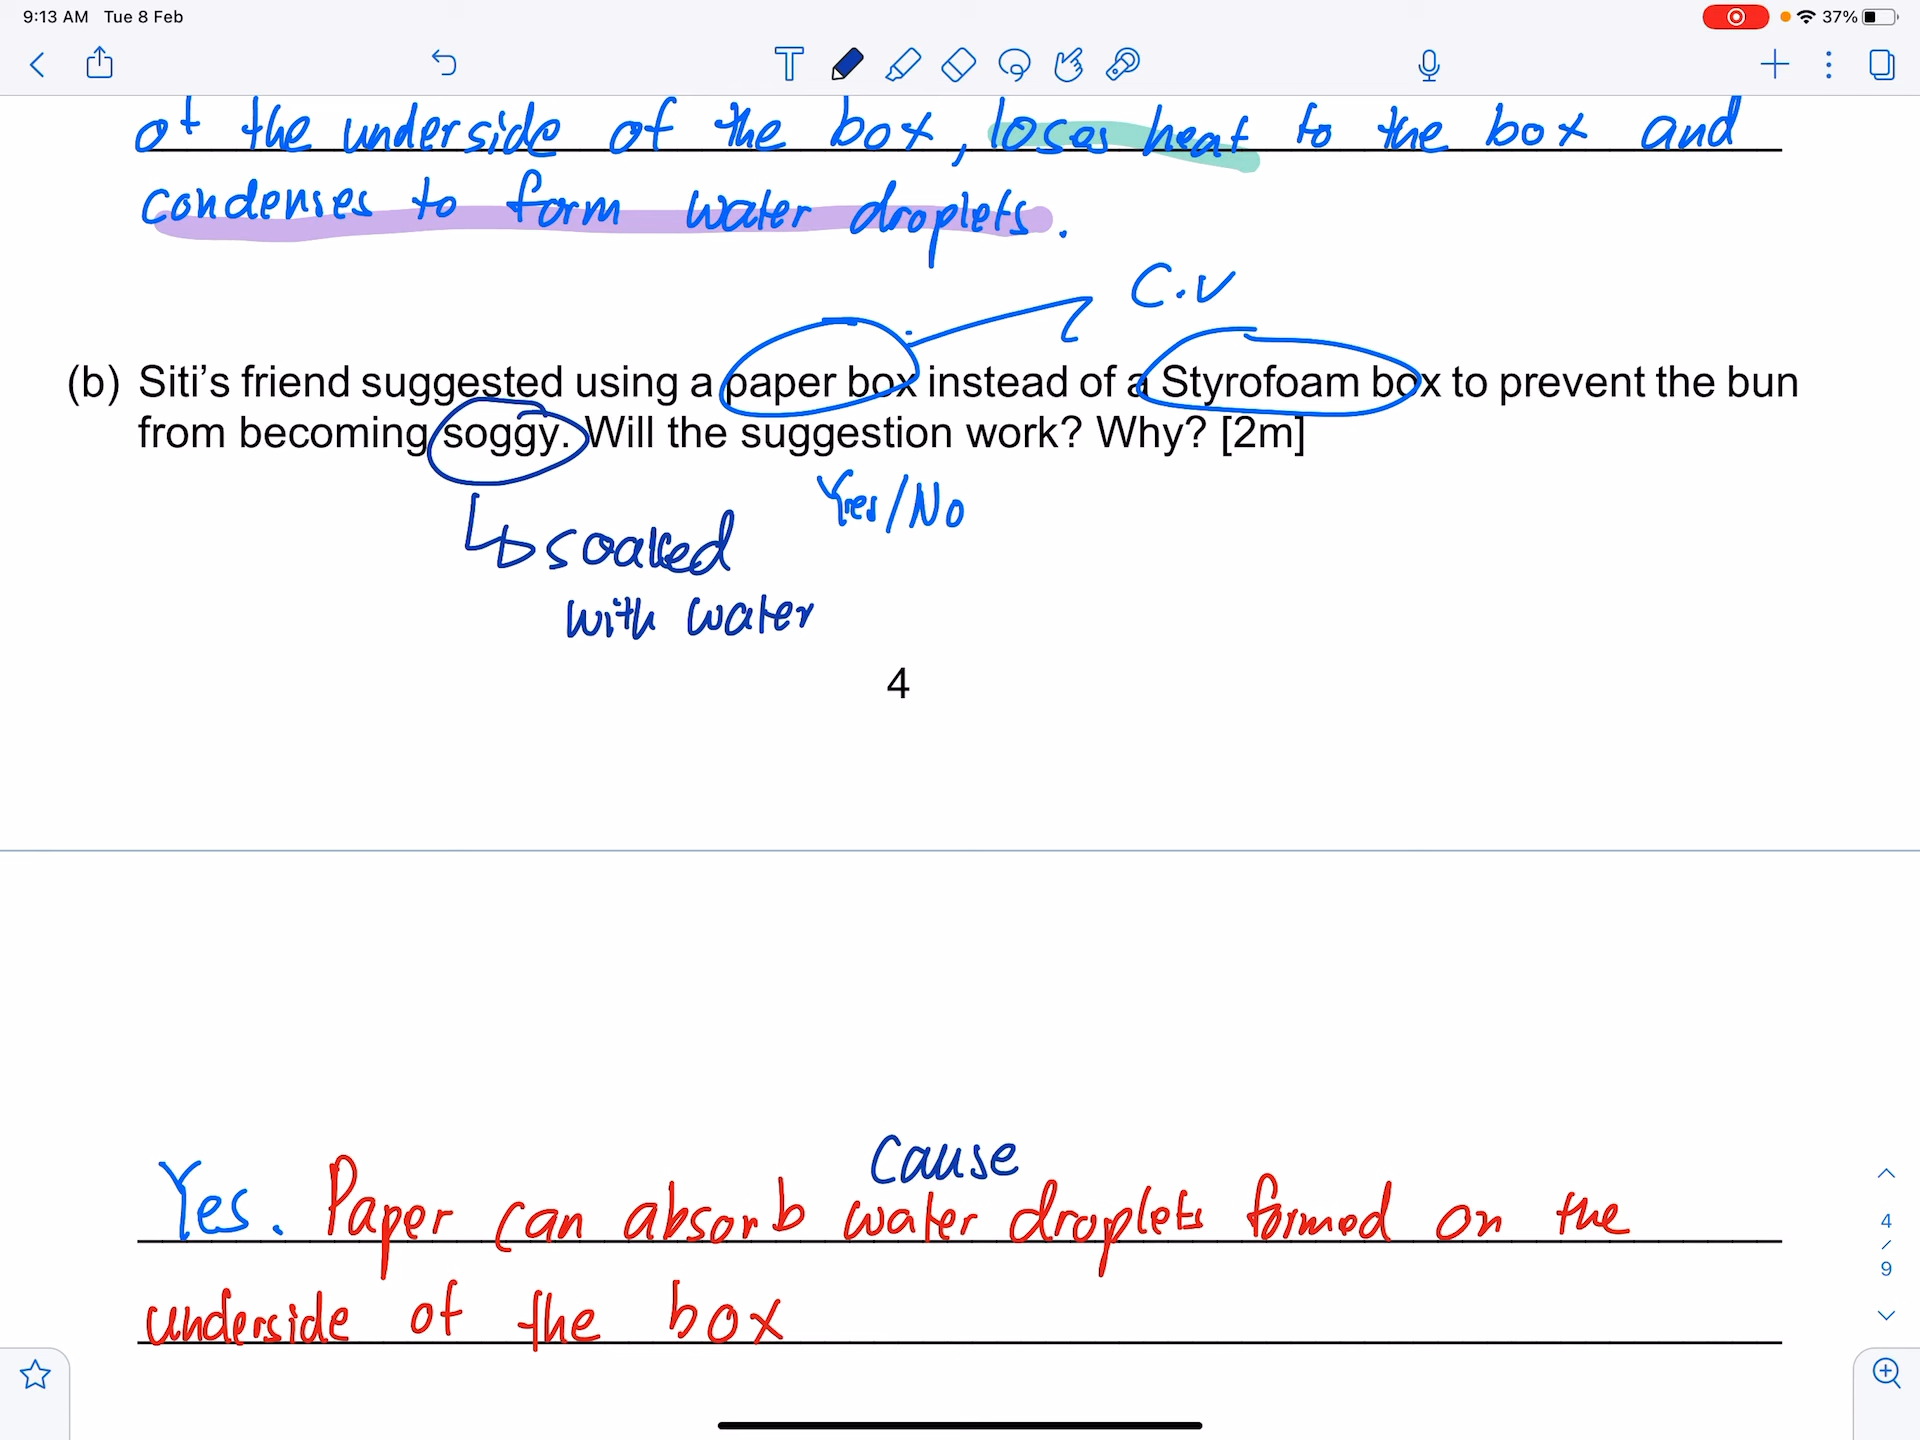 9:13 AM Tue 8 Feb
37%
of the underside of the box, loses heat to the box and
condenses to form water droplets.
C.V
(b) Siti's friend suggested using a paper box instead of a Styrofoam box to prevent the bun
from becoming soggy. Will the suggestion work? Why? [2m]
Yes/No
soaked
with water
4
cause
Yes. Paper can absorb water droplets formed on the
underside of the box
4
/
9